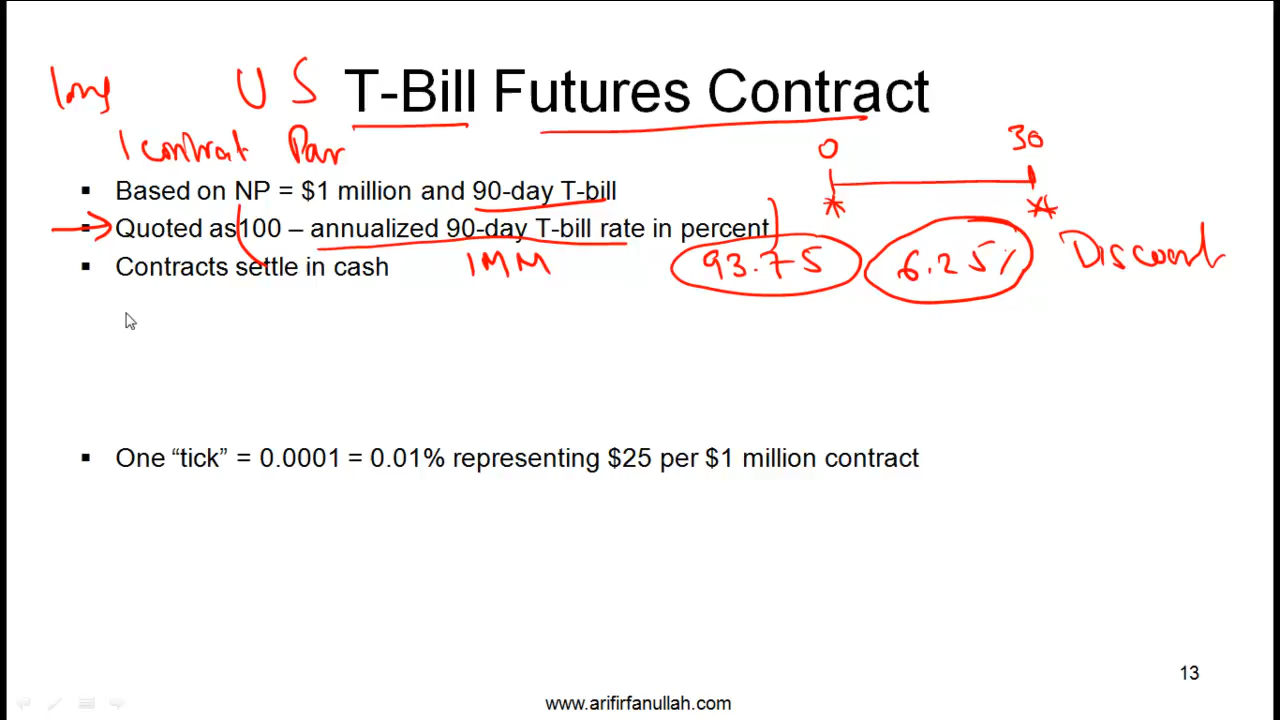 long US T-Bill Futures Contract
1 contract Par
0 30
▪ Based on NP = $1 million and 90-day T-bill
▪ Quoted as 100 – annualized 90-day T-bill rate in percent
▪ Contracts settle in cash
IMM 93.75 6.25% Discount
▪ One “tick” = 0.0001 = 0.01% representing $25 per $1 million contract
13
www.arifirfanullah.com